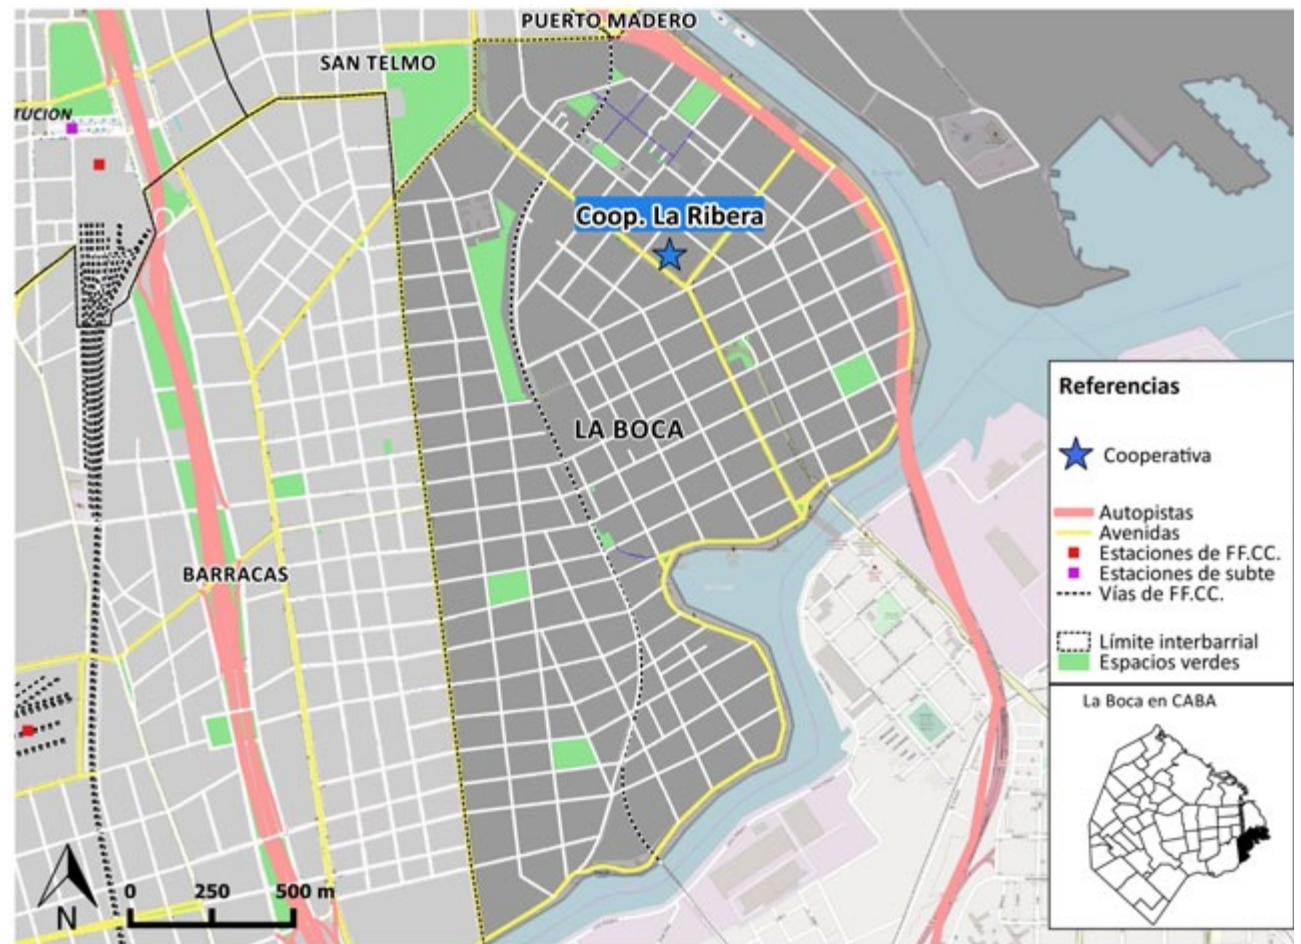 PUERTO MADERO
SAN TELMO
TUCION
Coop. La Ribera
LA BOCA
BARRACAS
Referencias
Cooperativa
Autopistas
Avenidas
Estaciones de FF.CC.
Estaciones de subte
Vías de FF.CC.
Límite interbarrial
Espacios verdes
La Boca en CABA
0 250 500 m
N